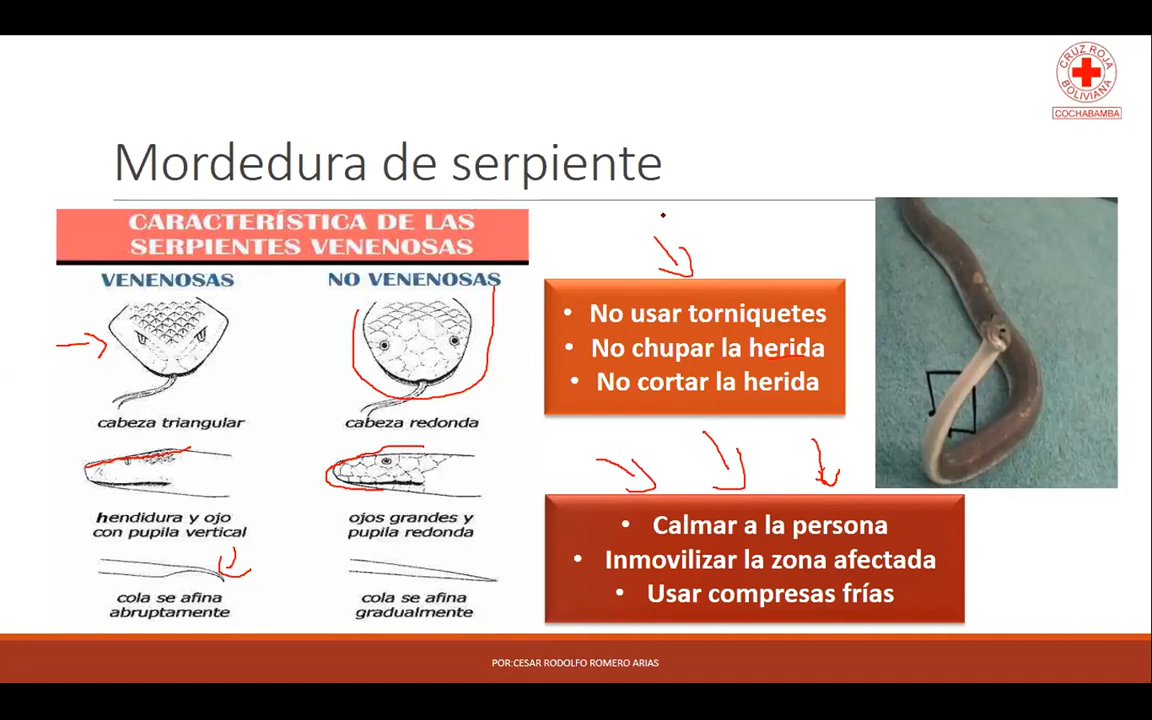 CRUZ ROJA
BOLIVIANA
COCHABAMBA
Mordedura de serpiente
CARACTERÍSTICA DE LAS
SERPIENTES VENENOSAS
VENENOSAS
NO VENENOSAS
cabeza triangular
cabeza redonda
hendidura y ojo
con pupila vertical
ojos grandes y
pupila redonda
cola se afina
abruptamente
cola se afina
gradualmente
• No usar torniquetes
• No chupar la herida
• No cortar la herida
• Calmar a la persona
• Inmovilizar la zona afectada
• Usar compresas frías
POR:CESAR RODOLFO ROMERO ARIAS